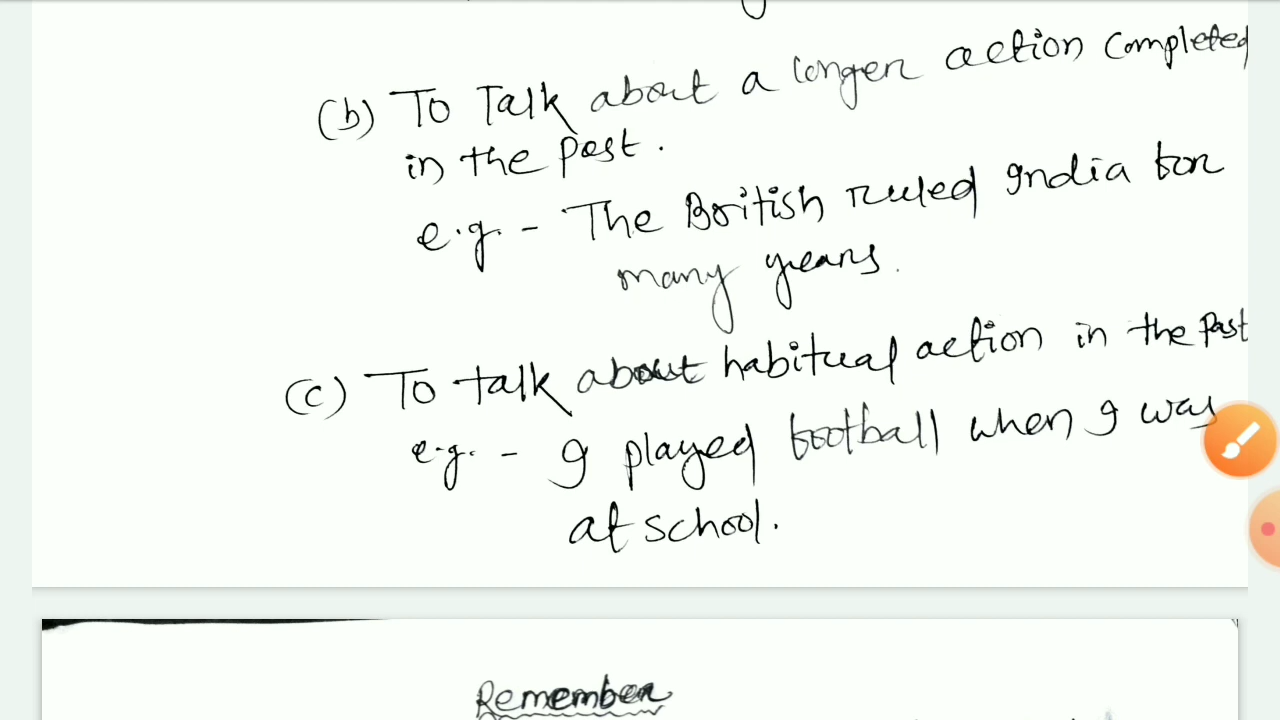 (b) To Talk about a longer action completed
in the past.
e.g. - The British ruled India for
many years.
(c) To talk about habitual action in the past
e.g. - I played football when I was
at school.
Remember